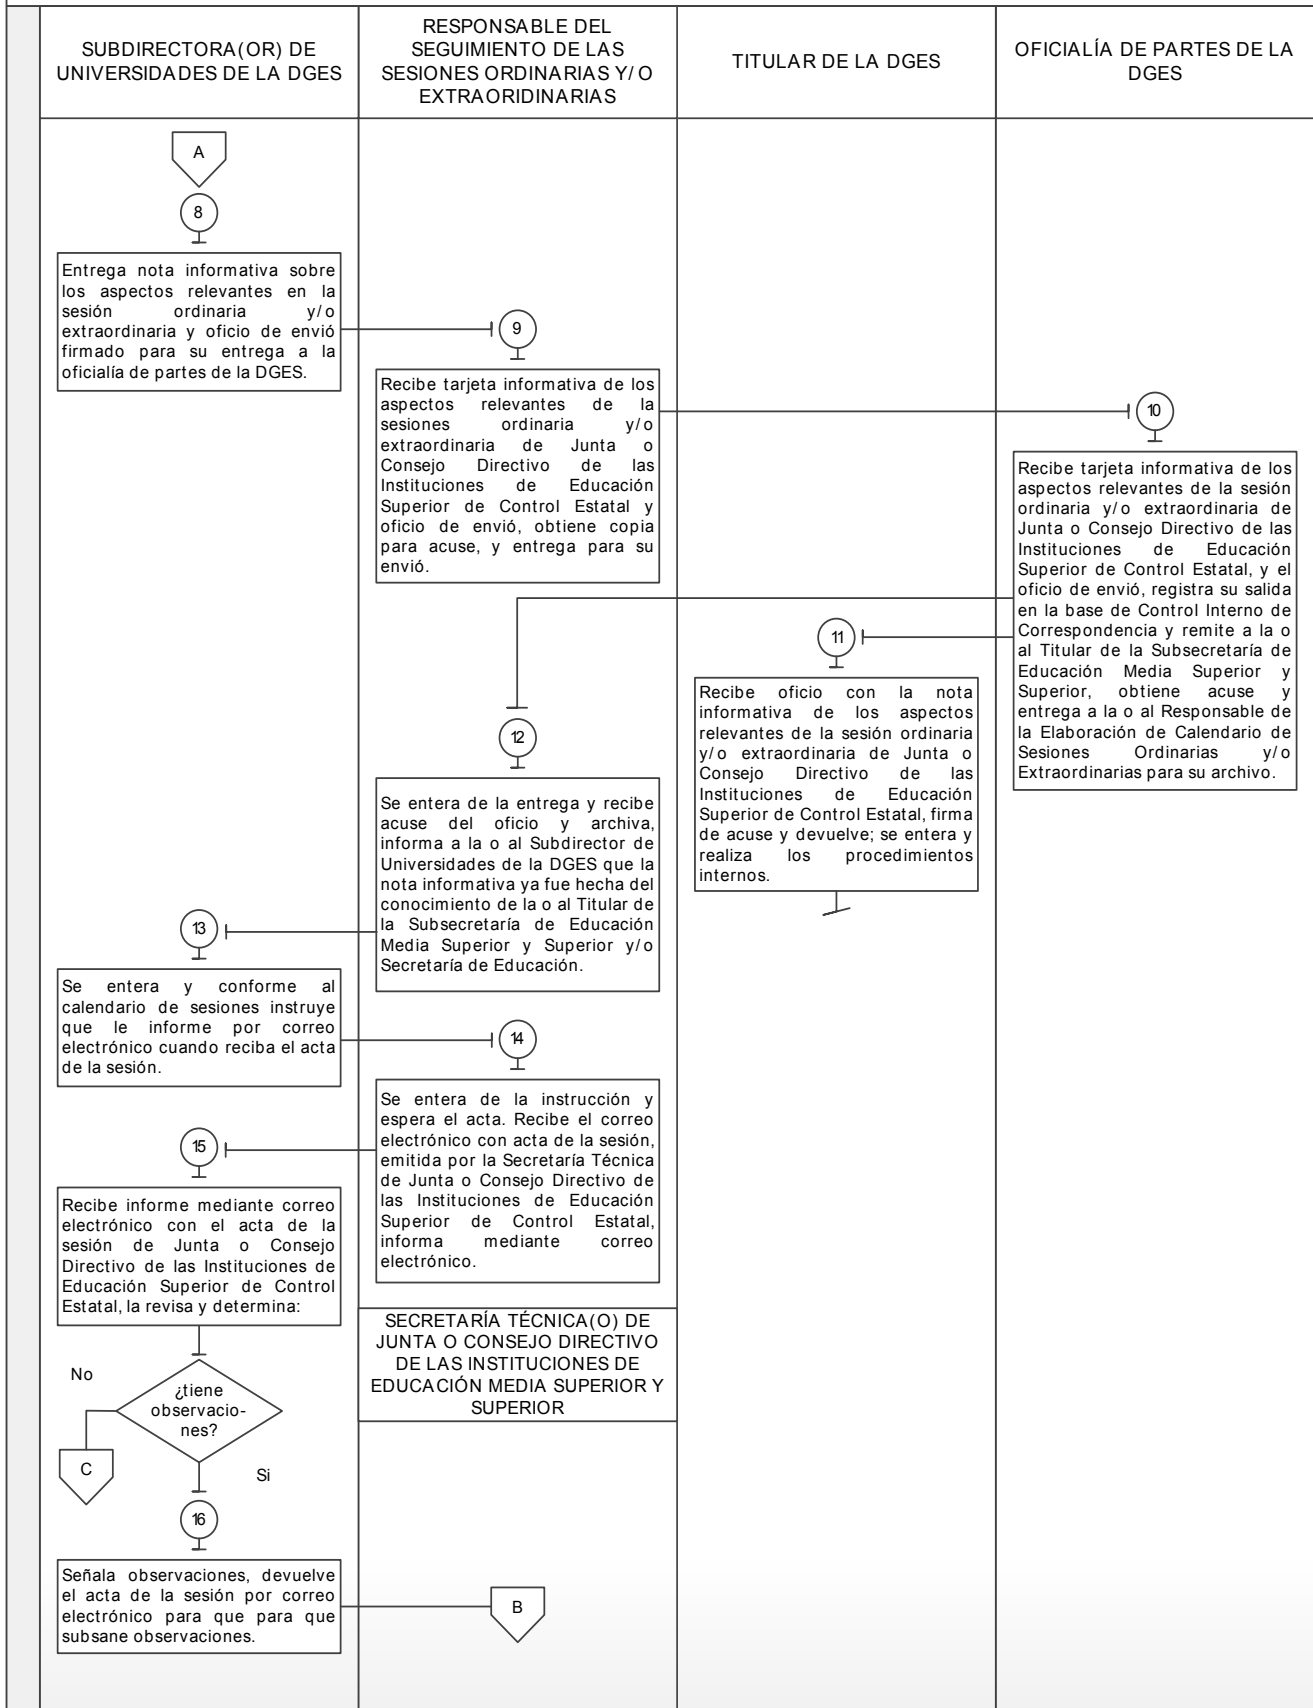 SUBDIRECTORA(OR) DE
UNIVERSIDADES DE LA DGES
RESPONSABLE DEL
SEGUIMIENTO DE LAS
SESIONES ORDINARIAS Y/O
EXTRAORIDINARIAS
TITULAR DE LA DGES
OFICIALÍA DE PARTES DE LA
DGES
A
8
Entrega nota informativa sobre
los aspectos relevantes en la
sesión ordinaria y/o
extraordinaria y oficio de envió
firmado para su entrega a la
oficialía de partes de la DGES.
9
Recibe tarjeta informativa de los
aspectos relevantes de la
sesiones ordinaria y/o
extraordinaria de Junta o
Consejo Directivo de las
Instituciones de Educación
Superior de Control Estatal y
oficio de envió, obtiene copia
para acuse, y entrega para su
envió.
10
Recibe tarjeta informativa de los
aspectos relevantes de la sesión
ordinaria y/o extraordinaria de
Junta o Consejo Directivo de las
Instituciones de Educación
Superior de Control Estatal, y el
oficio de envió, registra su salida
en la base de Control Interno de
Correspondencia y remite a la o
al Titular de la Subsecretaría de
Educación Media Superior y
Superior, obtiene acuse y
entrega a la o al Responsable de
la Elaboración de Calendario de
Sesiones Ordinarias y/o
Extraordinarias para su archivo.
11
Recibe oficio con la nota
informativa de los aspectos
relevantes de la sesión ordinaria
y/o extraordinaria de Junta o
Consejo Directivo de las
Instituciones de Educación
Superior de Control Estatal, firma
de acuse y devuelve; se entera y
realiza los procedimientos
internos.
12
Se entera de la entrega y recibe
acuse del oficio y archiva,
informa a la o al Subdirector de
Universidades de la DGES que la
nota informativa ya fue hecha del
conocimiento de la o al Titular de
la Subsecretaría de Educación
Media Superior y Superior y/o
Secretaría de Educación.
13
Se entera y conforme al
calendario de sesiones instruye
que le informe por correo
electrónico cuando reciba el acta
de la sesión.
14
Se entera de la instrucción y
espera el acta. Recibe el correo
electrónico con acta de la sesión,
emitida por la Secretaría Técnica
de Junta o Consejo Directivo de
las Instituciones de Educación
Superior de Control Estatal,
informa mediante correo
electrónico.
15
Recibe informe mediante correo
electrónico con el acta de la
sesión de Junta o Consejo
Directivo de las Instituciones de
Educación Superior de Control
Estatal, la revisa y determina:
SECRETARÍA TÉCNICA(O) DE
JUNTA O CONSEJO DIRECTIVO
DE LAS INSTITUCIONES DE
EDUCACIÓN MEDIA SUPERIOR Y
SUPERIOR
No
¿tiene
observacio-
nes?
C
Si
16
Señala observaciones, devuelve
el acta de la sesión por correo
electrónico para que para que
subsane observaciones.
B